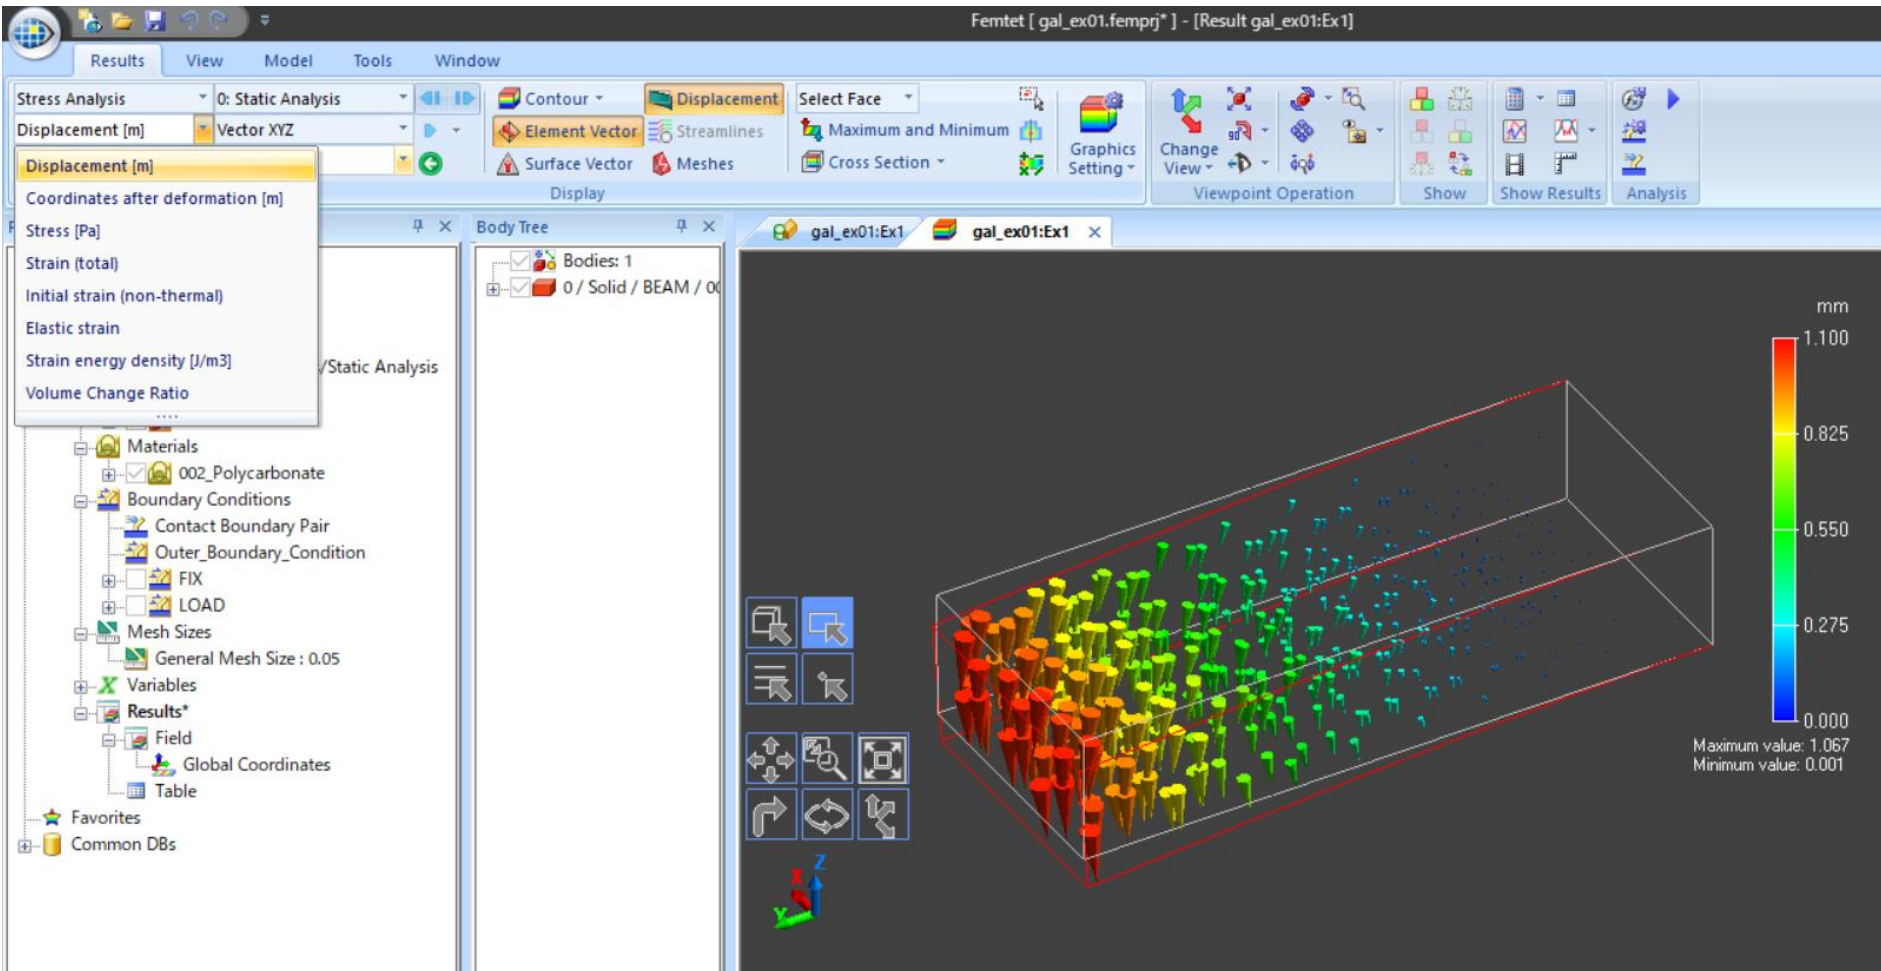 Femtet [ gal_ex01.femprj* ] - [Result gal_ex01:Ex1]
Results View Model Tools Window
Stress Analysis
0: Static Analysis
Displacement [m]
Vector XYZ
Displacement [m]
Coordinates after deformation [m]
Stress [Pa]
Strain (total)
Initial strain (non-thermal)
Elastic strain
Strain energy density [J/m3]
Volume Change Ratio
Contour
Displacement
Element Vector
Streamlines
Surface Vector
Meshes
Display
Select Face
Maximum and Minimum
Cross Section
Graphics
Setting
Change
View
90
Viewpoint Operation
Show
Show Results
Analysis
/Static Analysis
Materials
002_Polycarbonate
Boundary Conditions
Contact Boundary Pair
Outer_Boundary_Condition
FIX
LOAD
Mesh Sizes
General Mesh Size : 0.05
X Variables
Results*
Field
Global Coordinates
Table
Favorites
Common DBs
Body Tree
Bodies: 1
0 / Solid / BEAM / 00
gal_ex01:Ex1
gal_ex01:Ex1
mm
1.100
0.825
0.550
0.275
0.000
Maximum value: 1.067
Minimum value: 0.001
X
Y
Z